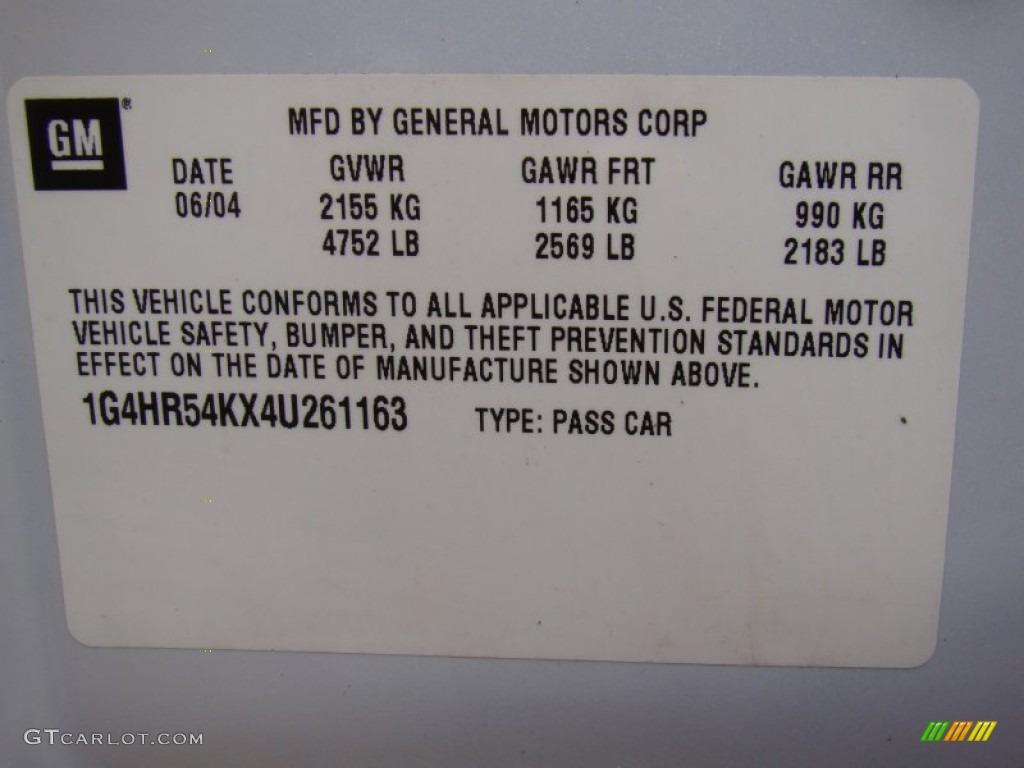 GM®
MFD BY GENERAL MOTORS CORP
DATE GVWR GAWR FRT GAWR RR
06/04 2155 KG 1165 KG 990 KG
4752 LB 2569 LB 2183 LB
THIS VEHICLE CONFORMS TO ALL APPLICABLE U.S. FEDERAL MOTOR
VEHICLE SAFETY, BUMPER, AND THEFT PREVENTION STANDARDS IN
EFFECT ON THE DATE OF MANUFACTURE SHOWN ABOVE.
1G4HR54KX4U261163 TYPE: PASS CAR
GTCARLOT.COM